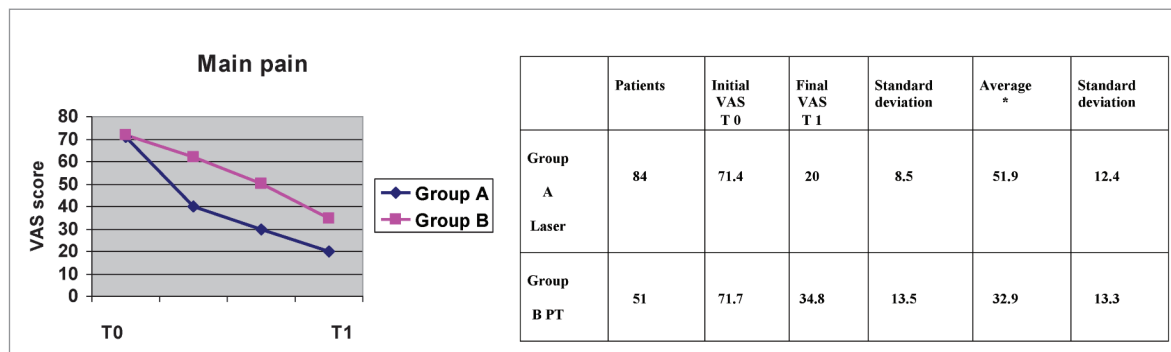 Main pain
VAS score
80
70
60
50
40
30
20
10
0
T0 T1
Group A
Group B
Patients Initial VAS T 0 Final VAS T 1 Standard deviation Average * Standard deviation
Group A Laser 84 71.4 20 8.5 51.9 12.4
Group B PT 51 71.7 34.8 13.5 32.9 13.3